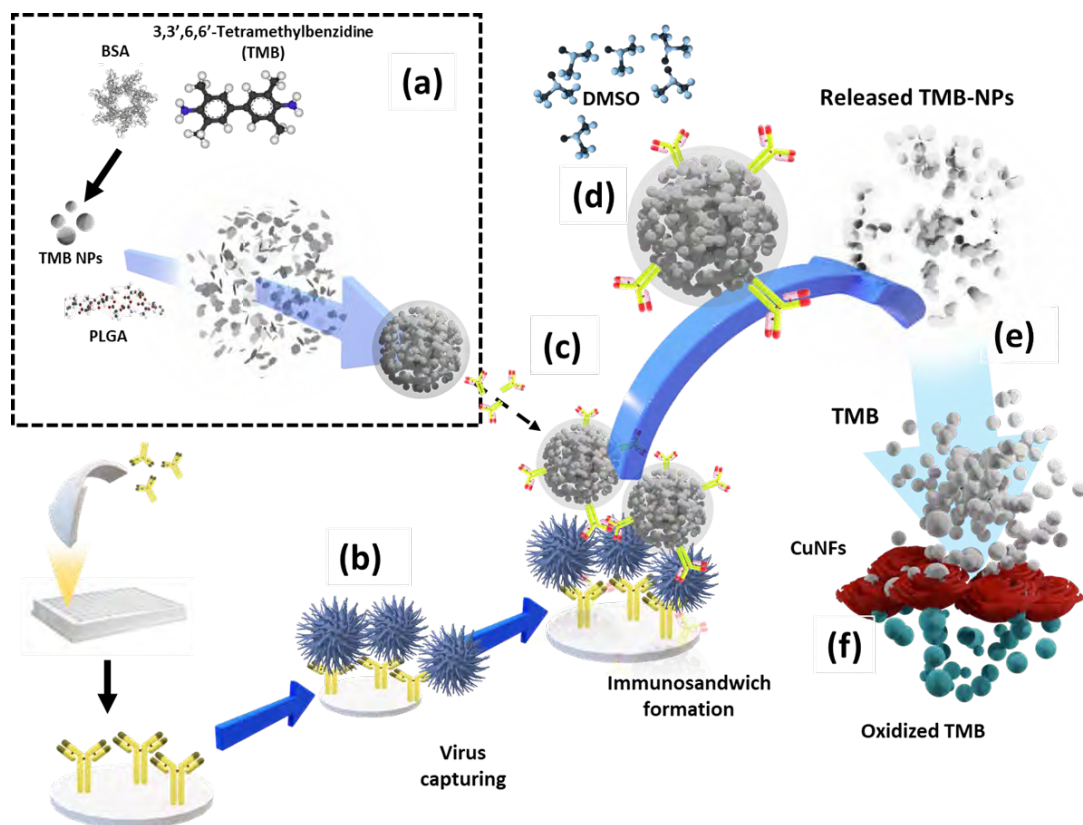 3,3’,6,6’-Tetramethylbenzidine
(TMB)
BSA
(a)
TMB NPs
PLGA
DMSO
Released TMB-NPs
(d)
(c)
(e)
TMB
CuNFs
(b)
(f)
Immunosandwich
formation
Oxidized TMB
Virus
capturing